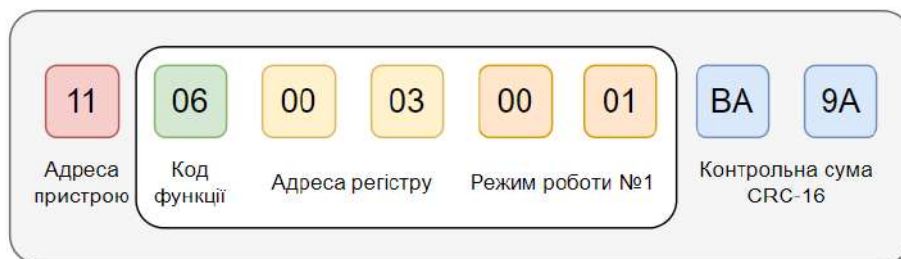 11 06 00 03 00 01 BA 9A
Адреса пристрою
Код функції
Адреса регістру
Режим роботи №1
Контрольна сума CRC-16